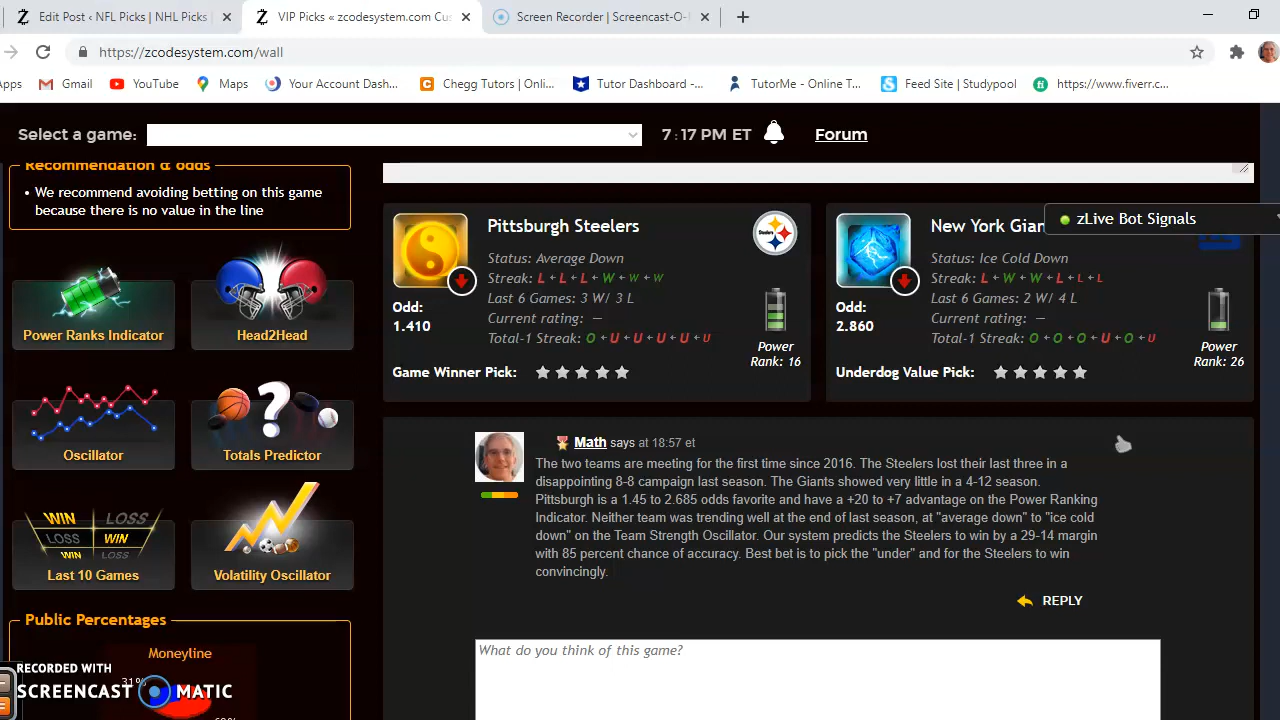 Edit Post ‹ NFL Picks | NHL Picks
VIP Picks « zcodesystem.com Cus
Screen Recorder | Screencast-O-
https://zcodesystem.com/wall
Apps
Gmail
YouTube
Maps
Your Account Dash...
Chegg Tutors | Onli...
Tutor Dashboard -...
TutorMe - Online T...
Feed Site | Studypool
https://www.fiverr.c...
Select a game:
7:17 PM ET
Forum
Recommendation & odds
• We recommend avoiding betting on this game
because there is no value in the line
Power Ranks Indicator
Head2Head
Oscillator
Totals Predictor
WIN LOSS
LOSS WIN
WIN LOSS
Last 10 Games
Volatility Oscillator
Public Percentages
Moneyline
31%
RECORDED WITH
SCREENCAST MATIC
Pittsburgh Steelers
Steelers
Status: Average Down
Streak: L L L W W W
Last 6 Games: 3 W/ 3 L
Current rating: —
Total-1 Streak: O U U U U U
Odd:
1.410
Power
Rank: 16
Game Winner Pick:
New York Gian
zLive Bot Signals
Status: Ice Cold Down
Streak: L W W L L L
Last 6 Games: 2 W/ 4 L
Current rating: —
Total-1 Streak: O O O U O U
Odd:
2.860
Power
Rank: 26
Underdog Value Pick:
Math says at 18:57 et
The two teams are meeting for the first time since 2016. The Steelers lost their last three in a
disappointing 8-8 campaign last season. The Giants showed very little in a 4-12 season.
Pittsburgh is a 1.45 to 2.685 odds favorite and have a +20 to +7 advantage on the Power Ranking
Indicator. Neither team was trending well at the end of last season, at "average down" to "ice cold
down" on the Team Strength Oscillator. Our system predicts the Steelers to win by a 29-14 margin
with 85 percent chance of accuracy. Best bet is to pick the "under" and for the Steelers to win
convincingly.
REPLY
What do you think of this game?